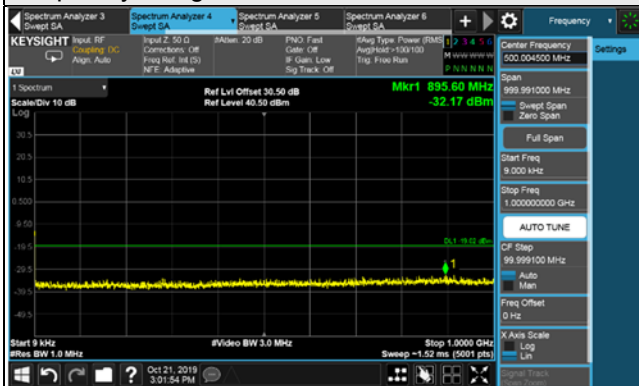 Spectrum Analyzer 3
Swept SA
Spectrum Analyzer 4
Swept SA
Spectrum Analyzer 5
Swept SA
Spectrum Analyzer 6
Swept SA
Frequency
KEYSIGHT
Input: RF
Coupling: DC
Align: Auto
Input Z: 50 Ω
Corrections: Off
Freq Ref: Int (S)
NFE: Adaptive
#Atten: 20 dB
PNO: Fast
Gate: Off
IF Gain: Low
Sig Track: Off
#Avg Type: Power (RMS
Avg|Hold:>100/100
Trig: Free Run
1 2 3 4 5 6
M W W W W W
P N N N N N
LXI
1 Spectrum
Scale/Div 10 dB
Log
Ref Lvl Offset 30.50 dB
Ref Level 40.50 dBm
Mkr1 895.60 MHz
-32.17 dBm
30.5
20.5
10.5
0.500
-9.50
-19.5
-29.5
-39.5
-49.5
DL1 -19.02 dBm
1
Start 9 kHz
#Res BW 1.0 MHz
#Video BW 3.0 MHz
Stop 1.0000 GHz
Sweep ~1.52 ms (5001 pts)
Oct 21, 2019
3:01:54 PM
Center Frequency
500.004500 MHz
Settings
Span
999.991000 MHz
Swept Span
Zero Span
Full Span
Start Freq
9.000 kHz
Stop Freq
1.000000000 GHz
AUTO TUNE
CF Step
99.999100 MHz
Auto
Man
Freq Offset
0 Hz
X Axis Scale
Log
Lin
Signal Track